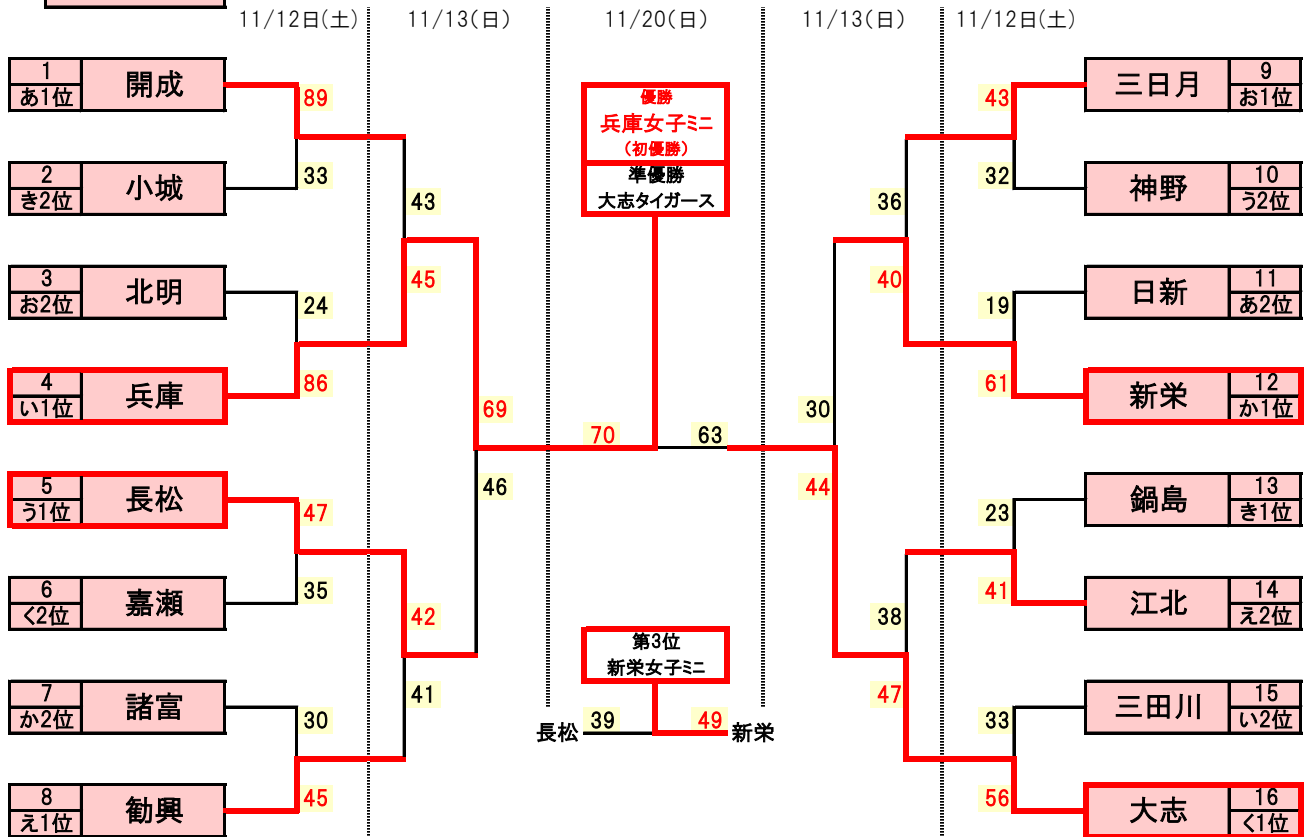 11/12日(土)
11/13(日)
11/20(日)
11/13(日)
11/12日(土)
1
あ1位
開成
89
2
き2位
小城
33
43
3
お2位
北明
24
45
4
い1位
兵庫
86
69
5
う1位
長松
47
46
6
く2位
嘉瀬
35
42
7
か2位
諸富
30
41
8
え1位
勧興
45
優勝
兵庫女子ミニ
(初優勝)
準優勝
大志タイガース
70
63
第3位
新栄女子ミニ
長松
39
49
新栄
43
三日月
9
お1位
36
32
神野
10
う2位
40
19
日新
11
あ2位
30
61
新栄
12
か1位
44
23
鍋島
13
き1位
38
41
江北
14
え2位
47
33
三田川
15
い2位
56
大志
16
く1位